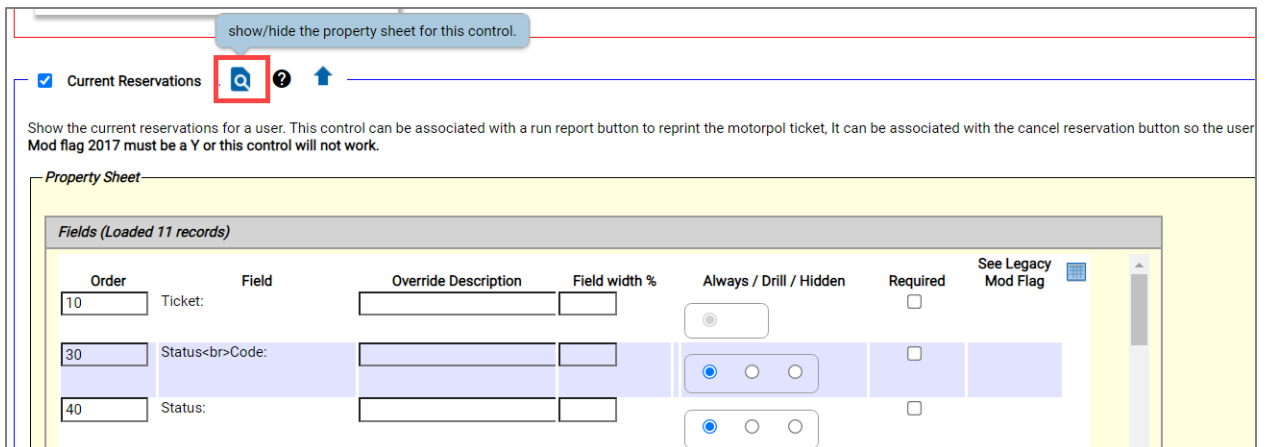 show/hide the property sheet for this control.
Current Reservations .
Show the current reservations for a user. This control can be associated with a run report button to reprint the motorpol ticket, It can be associated with the cancel reservation button so the user
Mod flag 2017 must be a Y or this control will not work.
Property Sheet
Fields (Loaded 11 records)
Order Field Override Description Field width % Always / Drill / Hidden Required See Legacy Mod Flag
10 Ticket:
30 Status<br>Code:
40 Status: